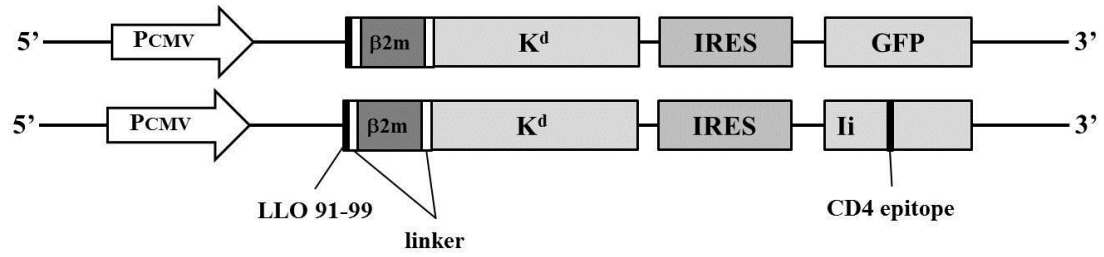 5’ PCMV β2m Kᵈ IRES GFP 3’
5’ PCMV β2m Kᵈ IRES Ii 3’
LLO 91-99 CD4 epitope
linker